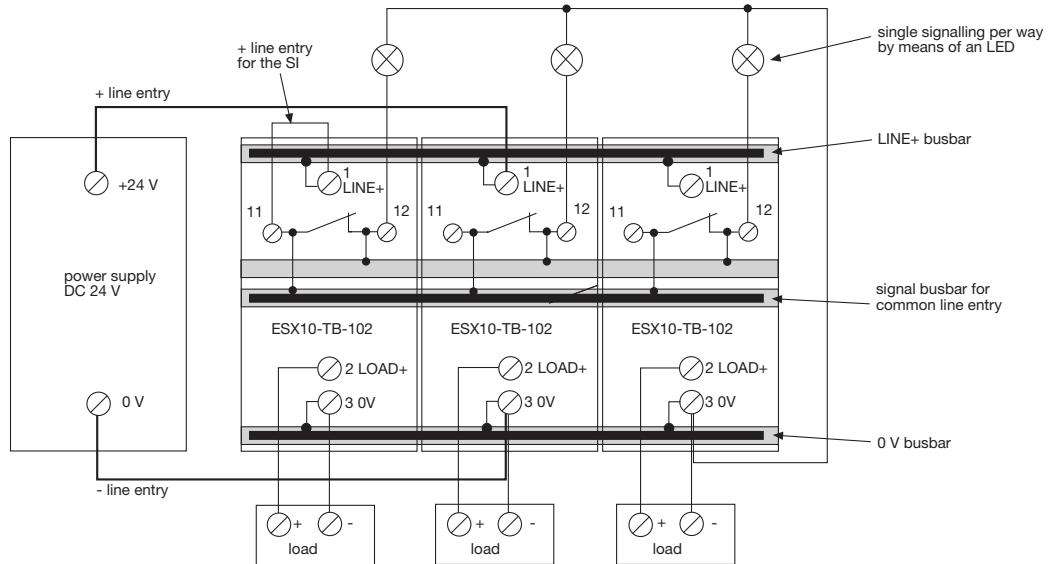 single signalling per way
by means of an LED
+ line entry
for the SI
+ line entry
LINE+ busbar
+24 V
1
LINE+
1
LINE+
1
LINE+
11
12
11
12
11
12
power supply
DC 24 V
signal busbar for
common line entry
ESX10-TB-102
ESX10-TB-102
ESX10-TB-102
2 LOAD+
2 LOAD+
2 LOAD+
0 V
3 0V
3 0V
3 0V
0 V busbar
- line entry
+ -
+ -
+ -
load
load
load